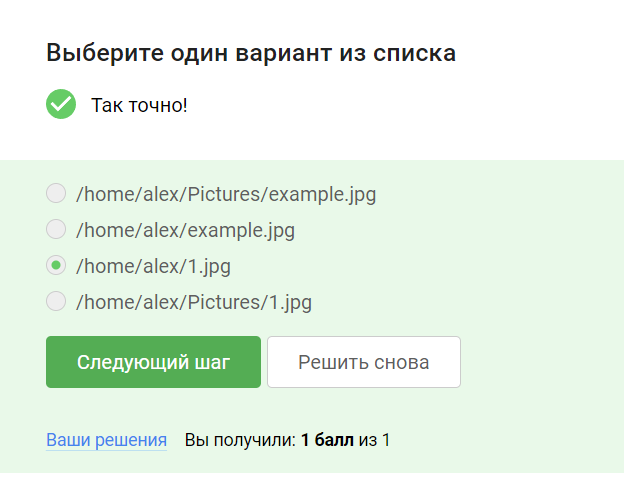 Выберите один вариант из списка
Так точно!
/home/alex/Pictures/example.jpg
/home/alex/example.jpg
/home/alex/1.jpg
/home/alex/Pictures/1.jpg
Следующий шаг Решить снова
Ваши решения Вы получили: 1 балл из 1